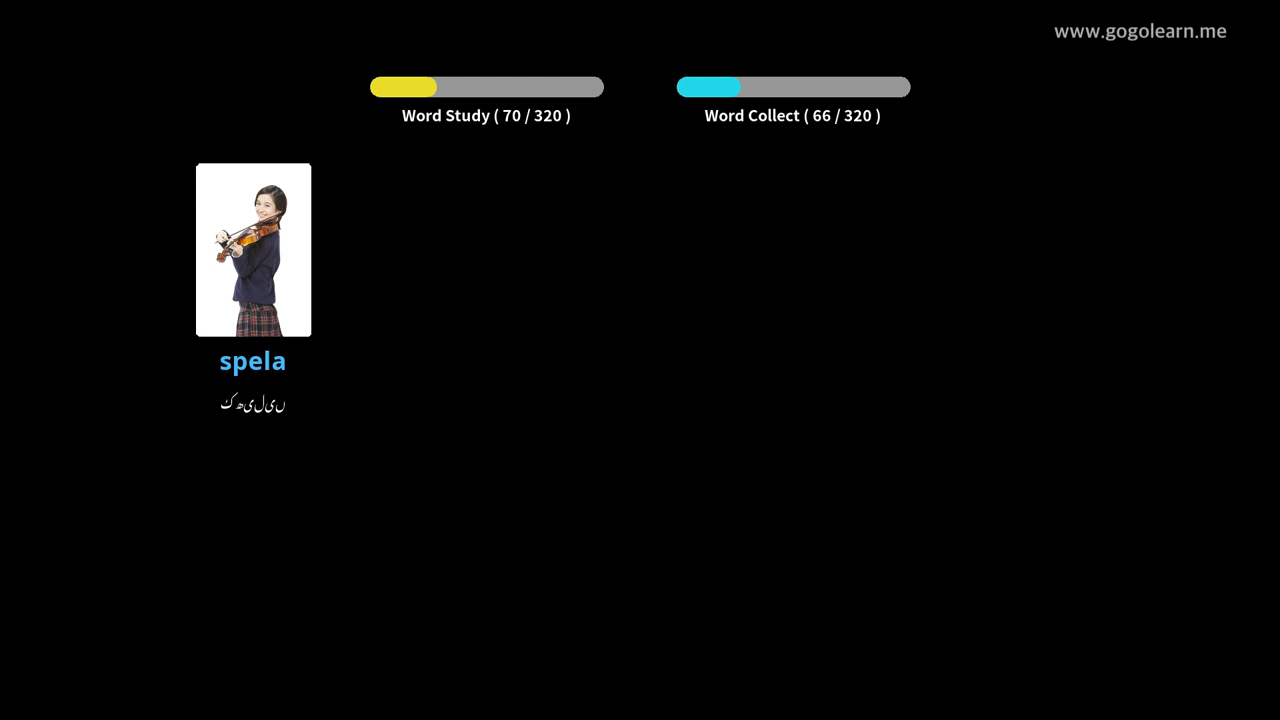 www.gogolearn.me
Word Study ( 70 / 320 )
Word Collect ( 66 / 320 )
spela
کھیلیں